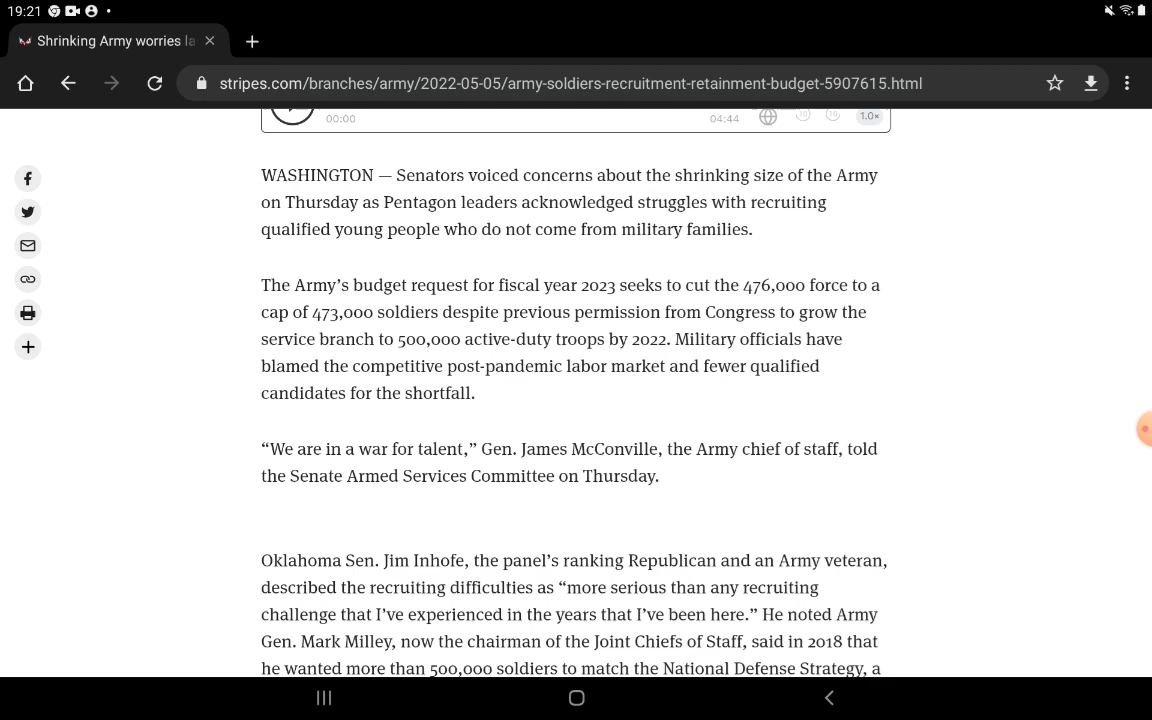 19:21
Shrinking Army worries la
stripes.com/branches/army/2022-05-05/army-soldiers-recruitment-retainment-budget-5907615.html
00:00
04:44
10
10
1.0×
WASHINGTON — Senators voiced concerns about the shrinking size of the Army
on Thursday as Pentagon leaders acknowledged struggles with recruiting
qualified young people who do not come from military families.
The Army’s budget request for fiscal year 2023 seeks to cut the 476,000 force to a
cap of 473,000 soldiers despite previous permission from Congress to grow the
service branch to 500,000 active-duty troops by 2022. Military officials have
blamed the competitive post-pandemic labor market and fewer qualified
candidates for the shortfall.
“We are in a war for talent,” Gen. James McConville, the Army chief of staff, told
the Senate Armed Services Committee on Thursday.
Oklahoma Sen. Jim Inhofe, the panel’s ranking Republican and an Army veteran,
described the recruiting difficulties as “more serious than any recruiting
challenge that I’ve experienced in the years that I’ve been here.” He noted Army
Gen. Mark Milley, now the chairman of the Joint Chiefs of Staff, said in 2018 that
he wanted more than 500,000 soldiers to match the National Defense Strategy, a